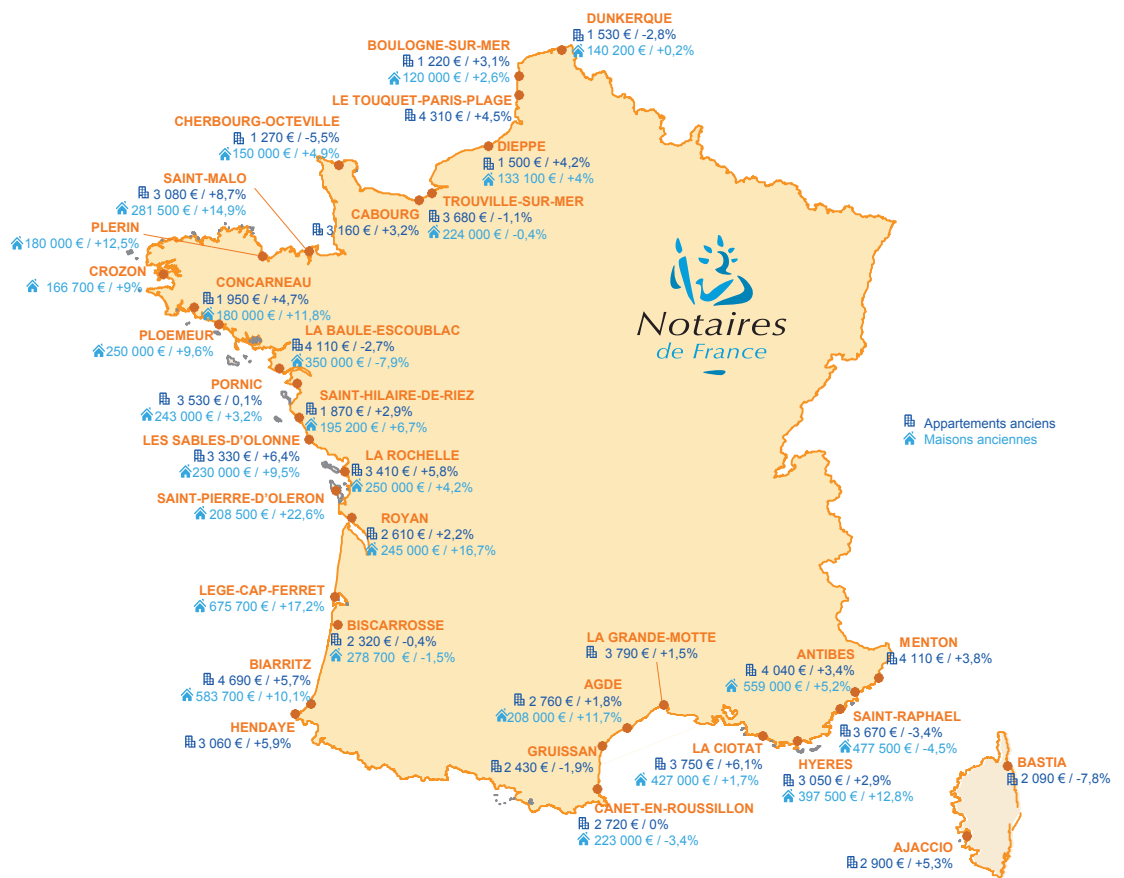 DUNKERQUE
1 530 € / -2,8%
140 200 € / +0,2%
BOULOGNE-SUR-MER
1 220 € / +3,1%
120 000 € / +2,6%
LE TOUQUET-PARIS-PLAGE
4 310 € / +4,5%
CHERBOURG-OCTEVILLE
1 270 € / -5,5%
150 000 € / +4,9%
DIEPPE
1 500 € / +4,2%
133 100 € / +4%
SAINT-MALO
3 080 € / +8,7%
281 500 € / +14,9%
TROUVILLE-SUR-MER
3 680 € / -1,1%
224 000 € / -0,4%
CABOURG
3 160 € / +3,2%
PLERIN
180 000 € / +12,5%
CROZON
166 700 € / +9%
CONCARNEAU
1 950 € / +4,7%
180 000 € / +11,8%
PLOEMEUR
250 000 € / +9,6%
LA BAULE-ESCOUBLAC
4 110 € / -2,7%
350 000 € / -7,9%
Notaires
de France
PORNIC
3 530 € / 0,1%
243 000 € / +3,2%
SAINT-HILAIRE-DE-RIEZ
1 870 € / +2,9%
195 200 € / +6,7%
Appartements anciens
Maisons anciennes
LES SABLES-D'OLONNE
3 330 € / +6,4%
230 000 € / +9,5%
LA ROCHELLE
3 410 € / +5,8%
250 000 € / +4,2%
SAINT-PIERRE-D'OLERON
208 500 € / +22,6%
ROYAN
2 610 € / +2,2%
245 000 € / +16,7%
LEGE-CAP-FERRET
675 700 € / +17,2%
BISCARROSSE
2 320 € / -0,4%
278 700 € / -1,5%
BIARRITZ
4 690 € / +5,7%
583 700 € / +10,1%
HENDAYE
3 060 € / +5,9%
LA GRANDE-MOTTE
3 790 € / +1,5%
AGDE
2 760 € / +1,8%
208 000 € / +11,7%
GRUISSAN
2 430 € / -1,9%
CANET-EN-ROUSSILLON
2 720 € / 0%
223 000 € / -3,4%
MENTON
4 110 € / +3,8%
ANTIBES
4 040 € / +3,4%
559 000 € / +5,2%
SAINT-RAPHAEL
3 670 € / -3,4%
477 500 € / -4,5%
LA CIOTAT
3 750 € / +6,1%
427 000 € / +1,7%
HYERES
3 050 € / +2,9%
397 500 € / +12,8%
BASTIA
2 090 € / -7,8%
AJACCIO
2 900 € / +5,3%